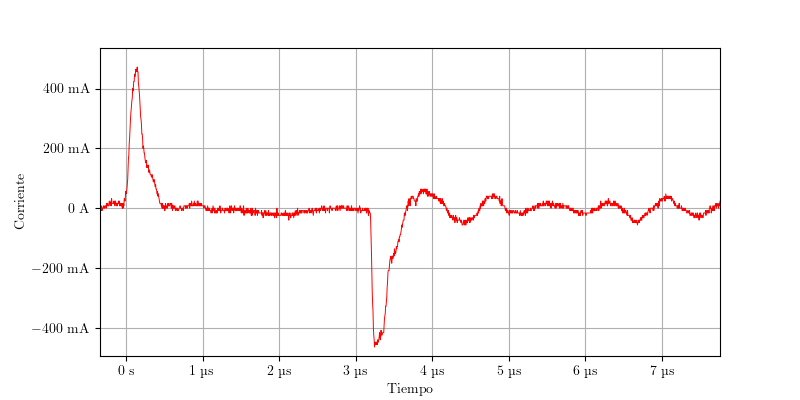 Corriente
400 mA
200 mA
0 A
−200 mA
−400 mA
0 s
1 µs
2 µs
3 µs
4 µs
5 µs
6 µs
7 µs
Tiempo